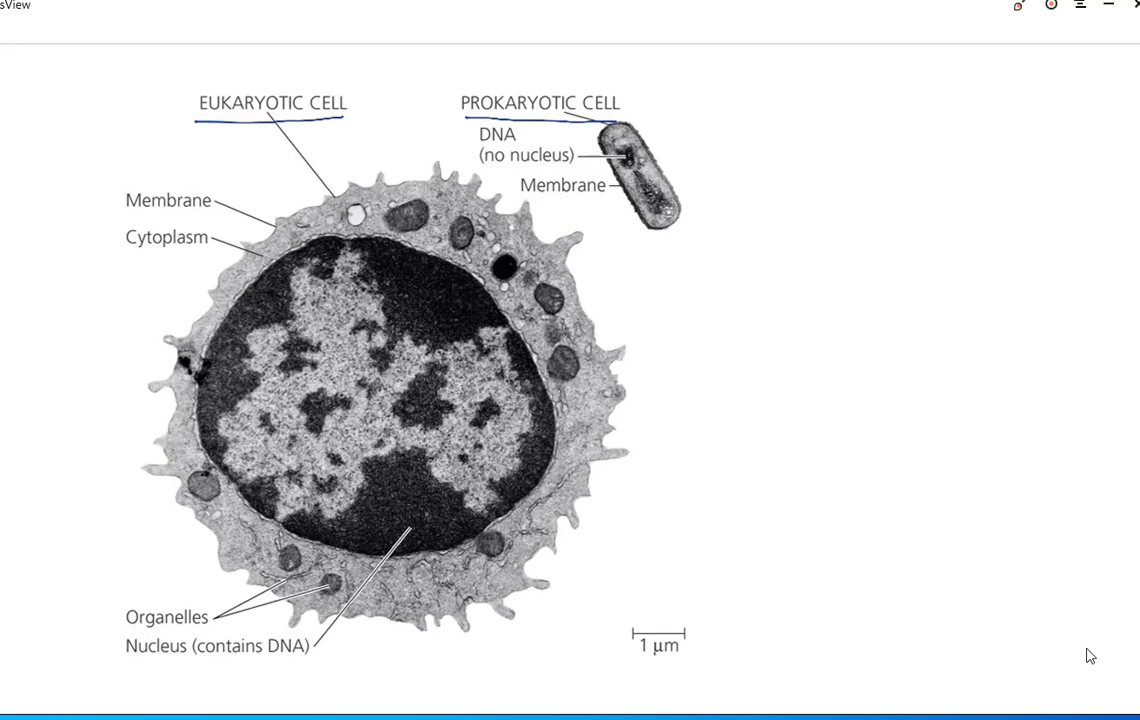 sView
EUKARYOTIC CELL
PROKARYOTIC CELL
DNA
(no nucleus)
Membrane
Membrane
Cytoplasm
Organelles
Nucleus (contains DNA)
1 µm